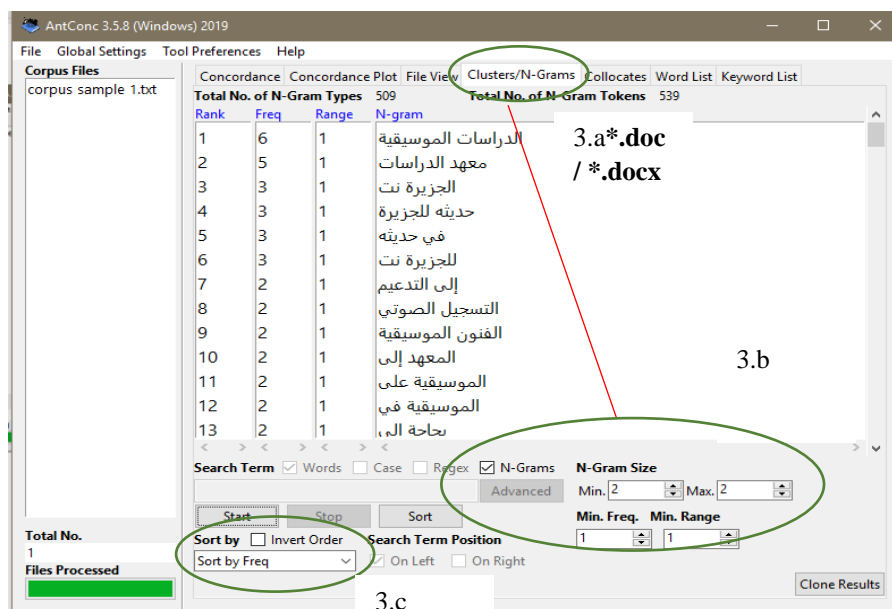 AntConc 3.5.8 (Windows) 2019
File Global Settings Tool Preferences Help
Corpus Files
corpus sample 1.txt
Concordance Concordance Plot File View Clusters/N-Grams Collocates Word List Keyword List
Total No. of N-Gram Types 509 Total No. of N-Gram Tokens 539
Rank Freq Range N-gram
1 6 1 الدراسات الموسيقية
2 5 1 معهد الدراسات
3 3 1 الجزيرة نت
4 3 1 حديثه للجزيرة
5 3 1 في حديثه
6 3 1 للجزيرة نت
7 2 1 إلى التدعيم
8 2 1 التسجيل الصوتي
9 2 1 الفنون الموسيقية
10 2 1 المعهد إلى
11 2 1 الموسيقية على
12 2 1 الموسيقية في
13 2 1 بحاجة إلى
3.a*.doc
/ *.docx
3.b
Search Term Words Case Regex N-Grams N-Gram Size
Advanced Min. 2 Max. 2
Start Stop Sort Min. Freq. Min. Range
Sort by Invert Order Search Term Position 1 1
Sort by Freq On Left On Right
Total No.
1
Files Processed
Clone Results
3.c